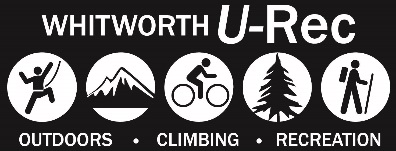 WHITWORTH U-Rec
OUTDOORS • CLIMBING • RECREATION